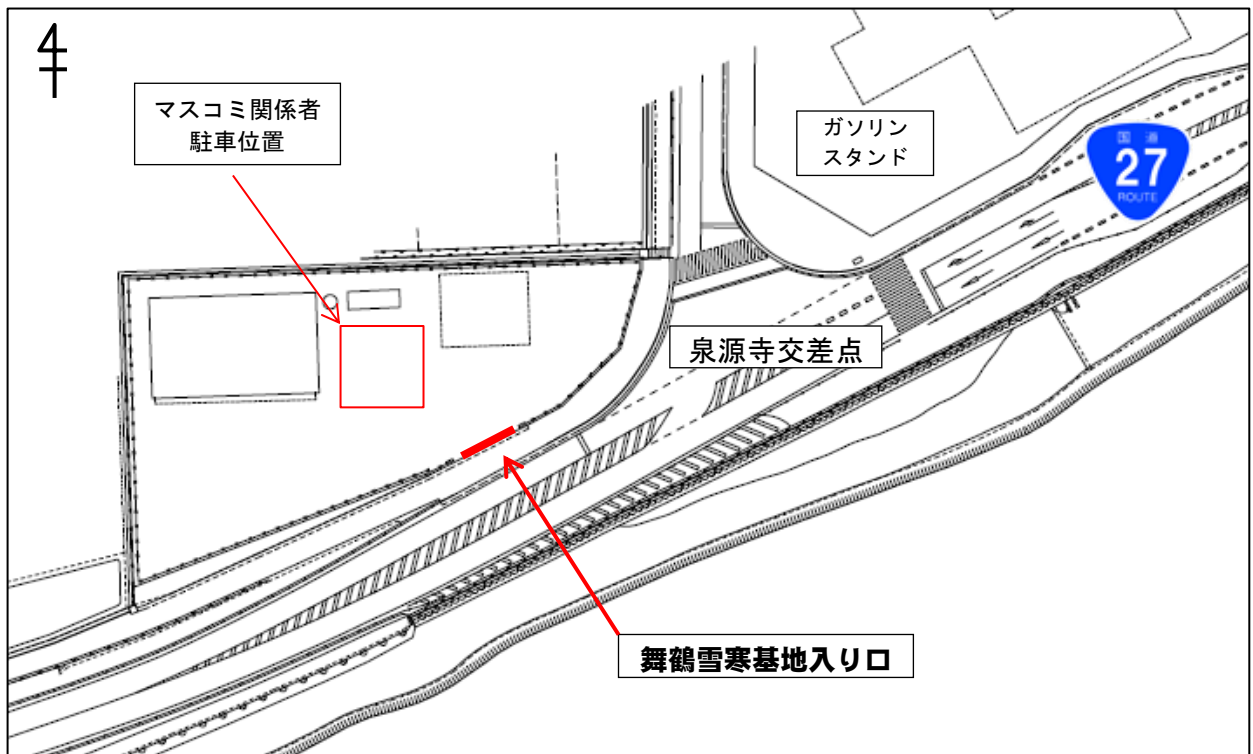 マスコミ関係者
駐車位置
ガソリン
スタンド
国道
27
ROUTE
泉源寺交差点
舞鶴雪寒基地入り口